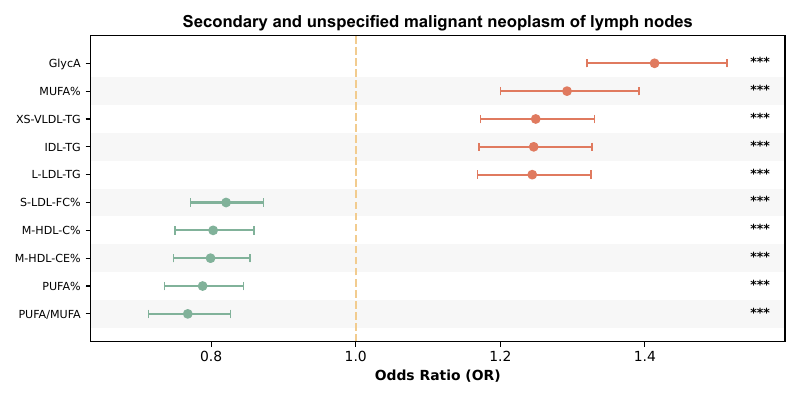 Secondary and unspecified malignant neoplasm of lymph nodes
GlycA ***
MUFA% ***
XS-VLDL-TG ***
IDL-TG ***
L-LDL-TG ***
S-LDL-FC% ***
M-HDL-C% ***
M-HDL-CE% ***
PUFA% ***
PUFA/MUFA ***
0.8 1.0 1.2 1.4
Odds Ratio (OR)